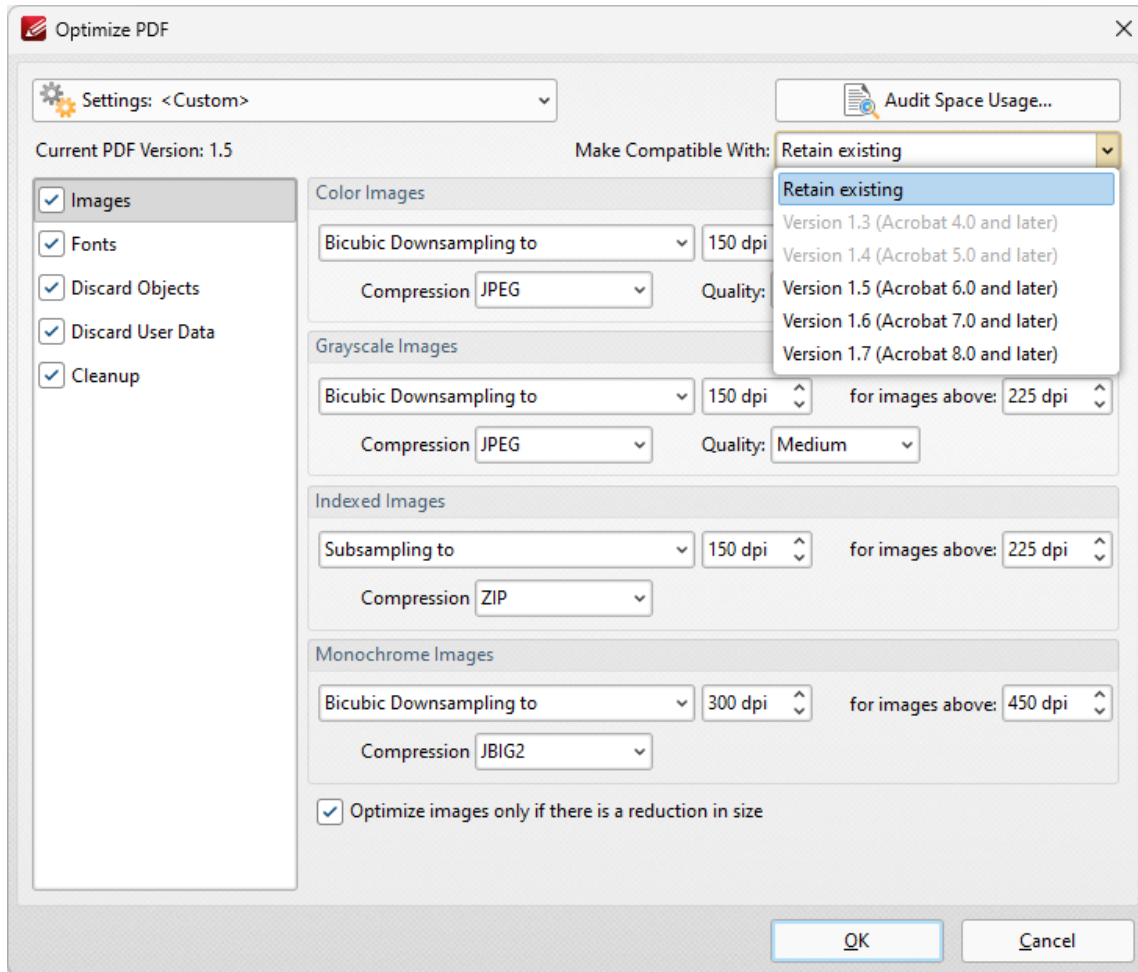 Optimize PDF
Settings: <Custom>
Audit Space Usage...
Current PDF Version: 1.5
Make Compatible With: Retain existing
Retain existing
Version 1.3 (Acrobat 4.0 and later)
Version 1.4 (Acrobat 5.0 and later)
Version 1.5 (Acrobat 6.0 and later)
Version 1.6 (Acrobat 7.0 and later)
Version 1.7 (Acrobat 8.0 and later)
Images
Fonts
Discard Objects
Discard User Data
Cleanup
Color Images
Bicubic Downsampling to 150 dpi
Compression JPEG Quality:
Grayscale Images
Bicubic Downsampling to 150 dpi for images above: 225 dpi
Compression JPEG Quality: Medium
Indexed Images
Subsampling to 150 dpi for images above: 225 dpi
Compression ZIP
Monochrome Images
Bicubic Downsampling to 300 dpi for images above: 450 dpi
Compression JBIG2
Optimize images only if there is a reduction in size
OK Cancel